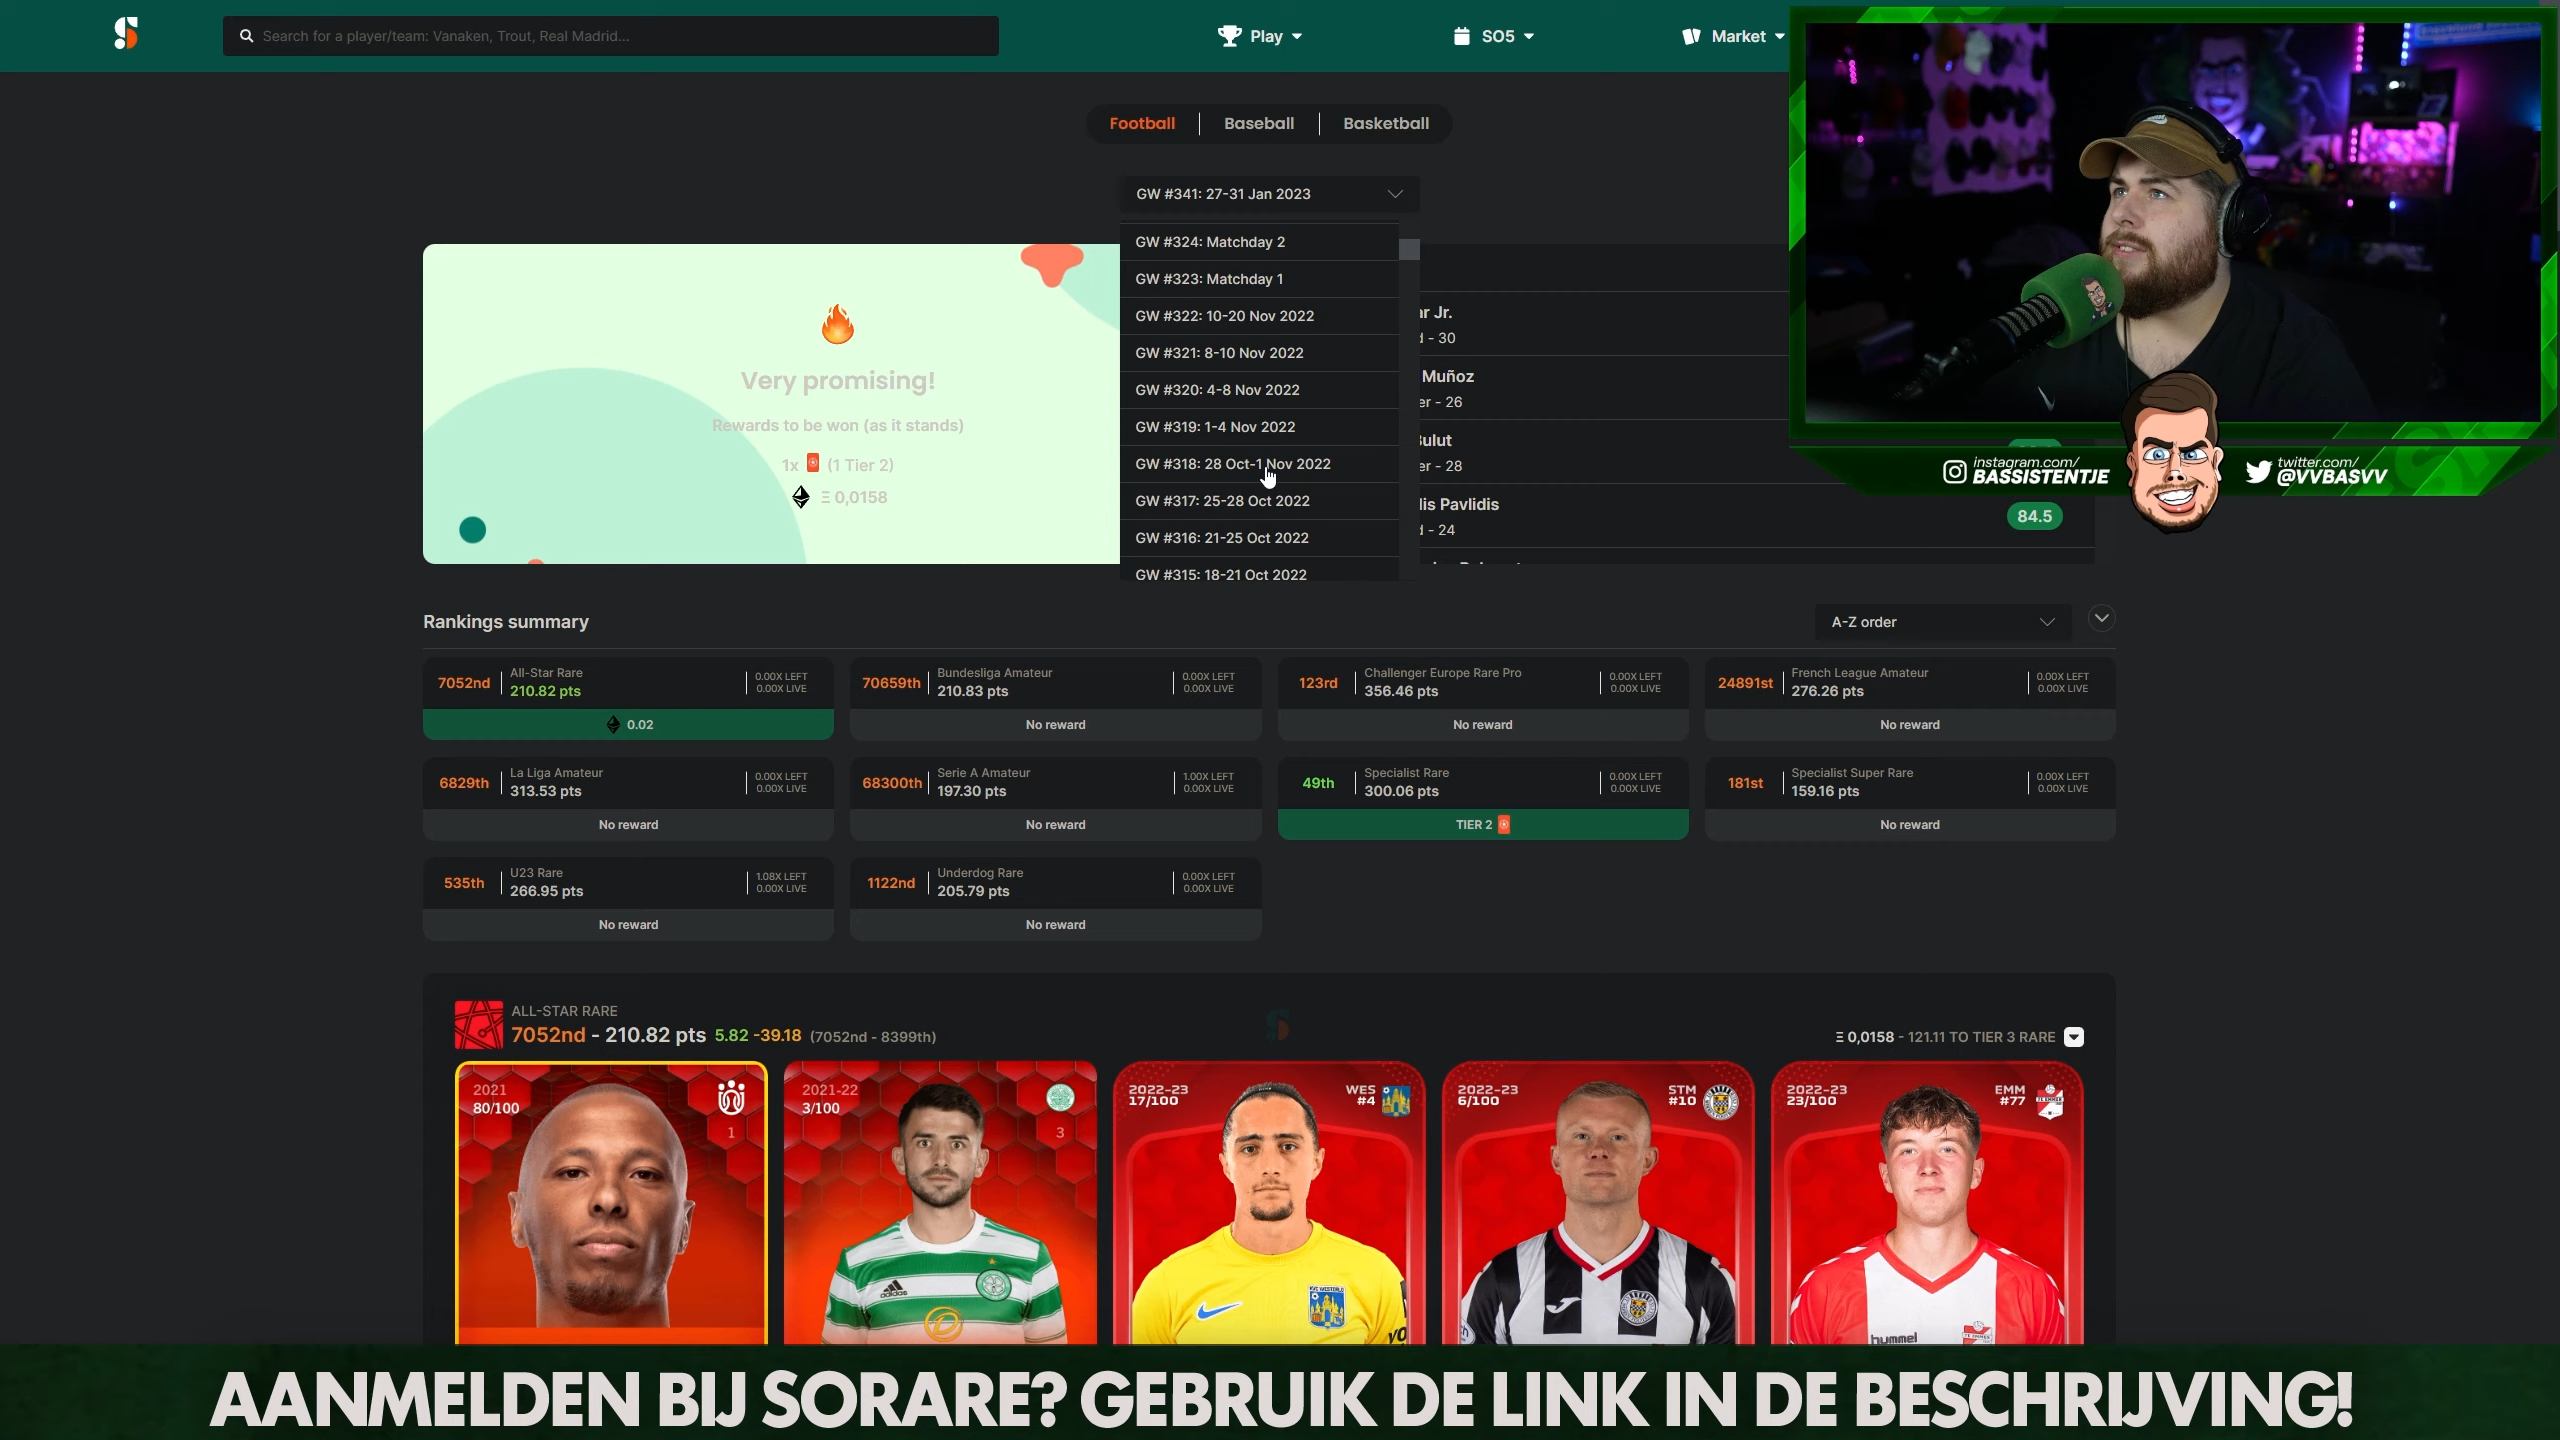 Search for a player/team: Vanaken, Trout, Real Madrid...
Play
SO5
Market
Football
Baseball
Basketball
GW #341: 27-31 Jan 2023
GW #324: Matchday 2
GW #323: Matchday 1
GW #322: 10-20 Nov 2022
GW #321: 8-10 Nov 2022
GW #320: 4-8 Nov 2022
GW #319: 1-4 Nov 2022
GW #318: 28 Oct-1 Nov 2022
GW #317: 25-28 Oct 2022
GW #316: 21-25 Oct 2022
GW #315: 18-21 Oct 2022
Very promising!
Rewards to be won (as it stands)
1x (1 Tier 2)
Ξ 0,0158
ar Jr.
d - 30
Muñoz
er - 26
Bulut
er - 28
lis Pavlidis
d - 24
84.5
instagram.com/
BASSISTENTJE
twitter.com/
@VVBASVV
Rankings summary
A-Z order
7052nd
All-Star Rare
210.82 pts
0.00X LEFT
0.00X LIVE
0.02
70659th
Bundesliga Amateur
210.83 pts
0.00X LEFT
0.00X LIVE
No reward
123rd
Challenger Europe Rare Pro
356.46 pts
0.00X LEFT
0.00X LIVE
No reward
24891st
French League Amateur
276.26 pts
0.00X LEFT
0.00X LIVE
No reward
6829th
La Liga Amateur
313.53 pts
0.00X LEFT
0.00X LIVE
No reward
68300th
Serie A Amateur
197.30 pts
1.00X LEFT
0.00X LIVE
No reward
49th
Specialist Rare
300.06 pts
0.00X LEFT
0.00X LIVE
TIER 2
181st
Specialist Super Rare
159.16 pts
0.00X LEFT
0.00X LIVE
No reward
535th
U23 Rare
266.95 pts
1.08X LEFT
0.00X LIVE
No reward
1122nd
Underdog Rare
205.79 pts
0.00X LEFT
0.00X LIVE
No reward
ALL-STAR RARE
7052nd - 210.82 pts 5.82 -39.18 (7052nd - 8399th)
Ξ 0,0158 - 121.11 TO TIER 3 RARE
2021
80/100
1
2021-22
3/100
3
adidas
2022-23
17/100
WES
#4
2022-23
6/100
STM
#10
2022-23
23/100
EMM
#77
hummel
AANMELDEN BIJ SORARE? GEBRUIK DE LINK IN DE BESCHRIJVING!